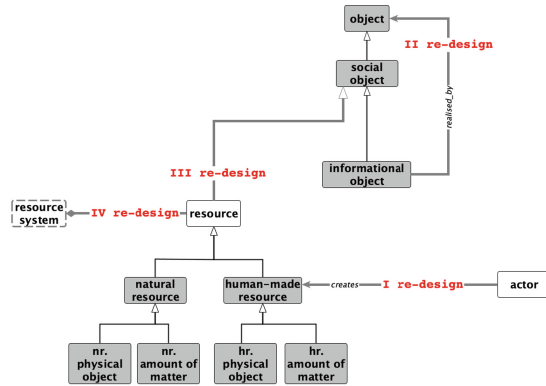 object
II re-design
social
object
realised_by
informational
object
III re-design
resource
system
IV re-design
resource
natural
resource
human-made
resource
creates
I re-design
actor
nr.
physical
object
nr.
amount of
matter
hr.
physical
object
hr.
amount of
matter